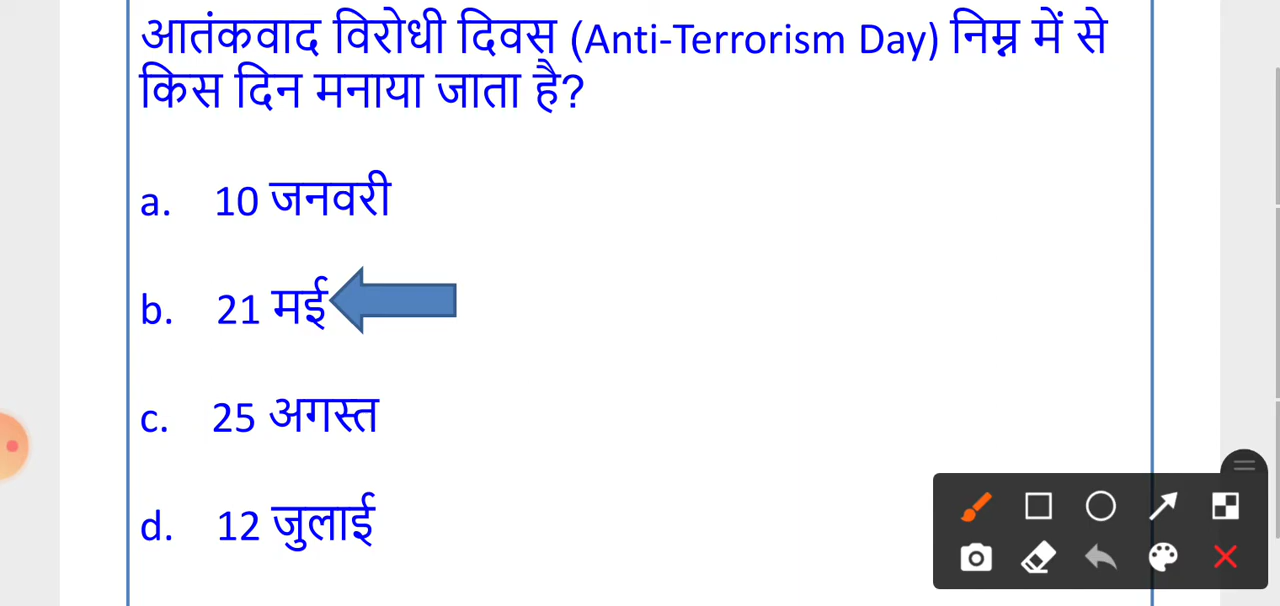 आतंकवाद विरोधी दिवस (Anti-Terrorism Day) निम्न में से
किस दिन मनाया जाता है?
a. 10 जनवरी
b. 21 मई
c. 25 अगस्त
d. 12 जुलाई